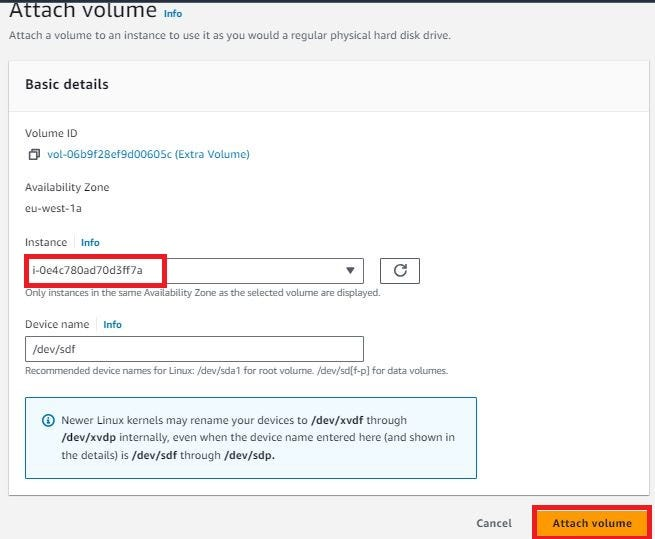 Attach volume Info
Attach a volume to an instance to use it as you would a regular physical hard disk drive.
Basic details
Volume ID
vol-06b9f28ef9d00605c (Extra Volume)
Availability Zone
eu-west-1a
Instance Info
i-0e4c780ad70d3ff7a
Only instances in the same Availability Zone as the selected volume are displayed.
Device name Info
/dev/sdf
Recommended device names for Linux: /dev/sda1 for root volume. /dev/sd[f-p] for data volumes.
Newer Linux kernels may rename your devices to /dev/xvdf through
/dev/xvdp internally, even when the device name entered here (and shown in
the details) is /dev/sdf through /dev/sdp.
Cancel Attach volume